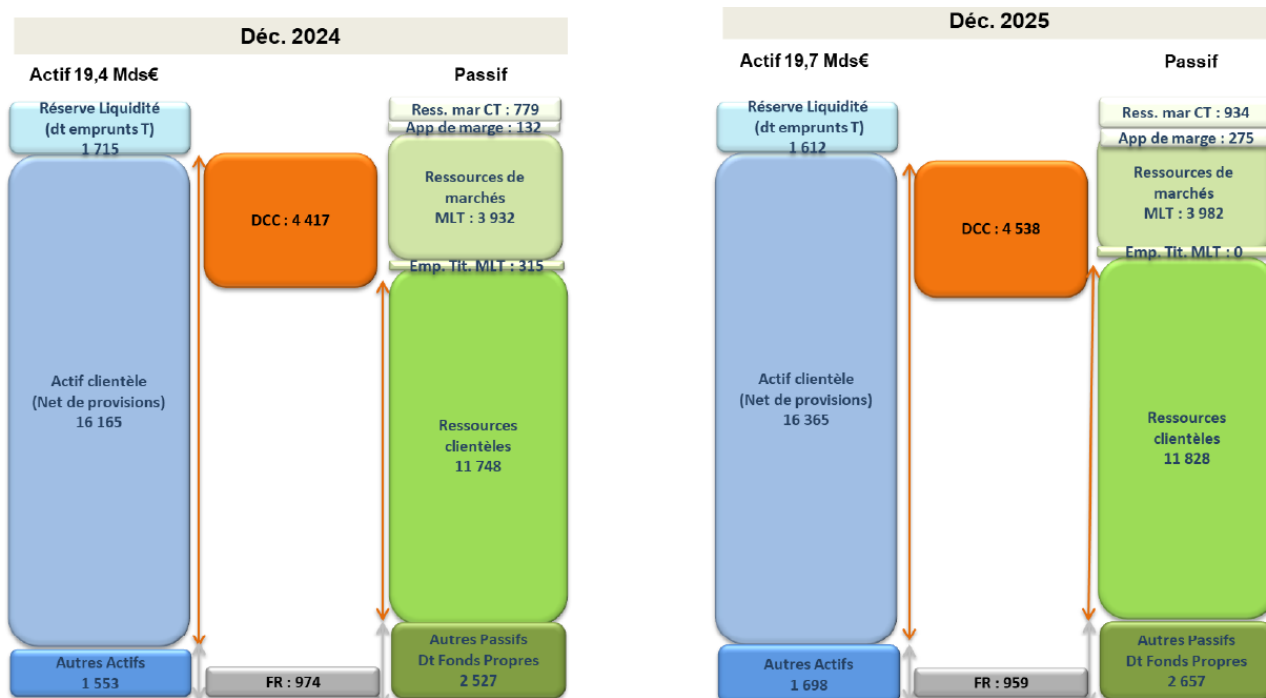 Déc. 2024
Actif 19,4 Mds€
Passif
Réserve Liquidité
(dt emprunts T)
1 715
Ress. mar CT : 779
App de marge : 132
Ressources de
marchés
MLT : 3 932
DCC : 4 417
Emp. Tit. MLT : 315
Actif clientèle
(Net de provisions)
16 165
Ressources
clientèles
11 748
Autres Actifs
1 553
FR : 974
Autres Passifs
Dt Fonds Propres
2 527
Déc. 2025
Actif 19,7 Mds€
Passif
Réserve Liquidité
(dt emprunts T)
1 612
Ress. mar CT : 934
App de marge : 275
Ressources de
marchés
MLT : 3 982
DCC : 4 538
Emp. Tit. MLT : 0
Actif clientèle
(Net de provisions)
16 365
Ressources
clientèles
11 828
Autres Actifs
1 698
FR : 959
Autres Passifs
Dt Fonds Propres
2 657